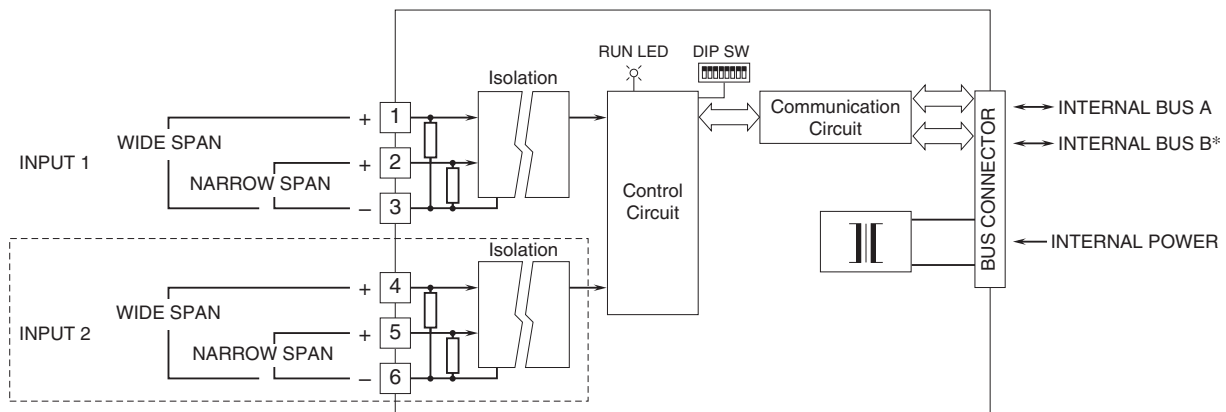 RUN LED
DIP SW
Isolation
1
+
WIDE SPAN
INPUT 1
+
2
NARROW SPAN
−
3
Control
Circuit
Communication
Circuit
BUS CONNECTOR
INTERNAL BUS A
INTERNAL BUS B*
INTERNAL POWER
Isolation
+
4
WIDE SPAN
INPUT 2
+
5
NARROW SPAN
−
6